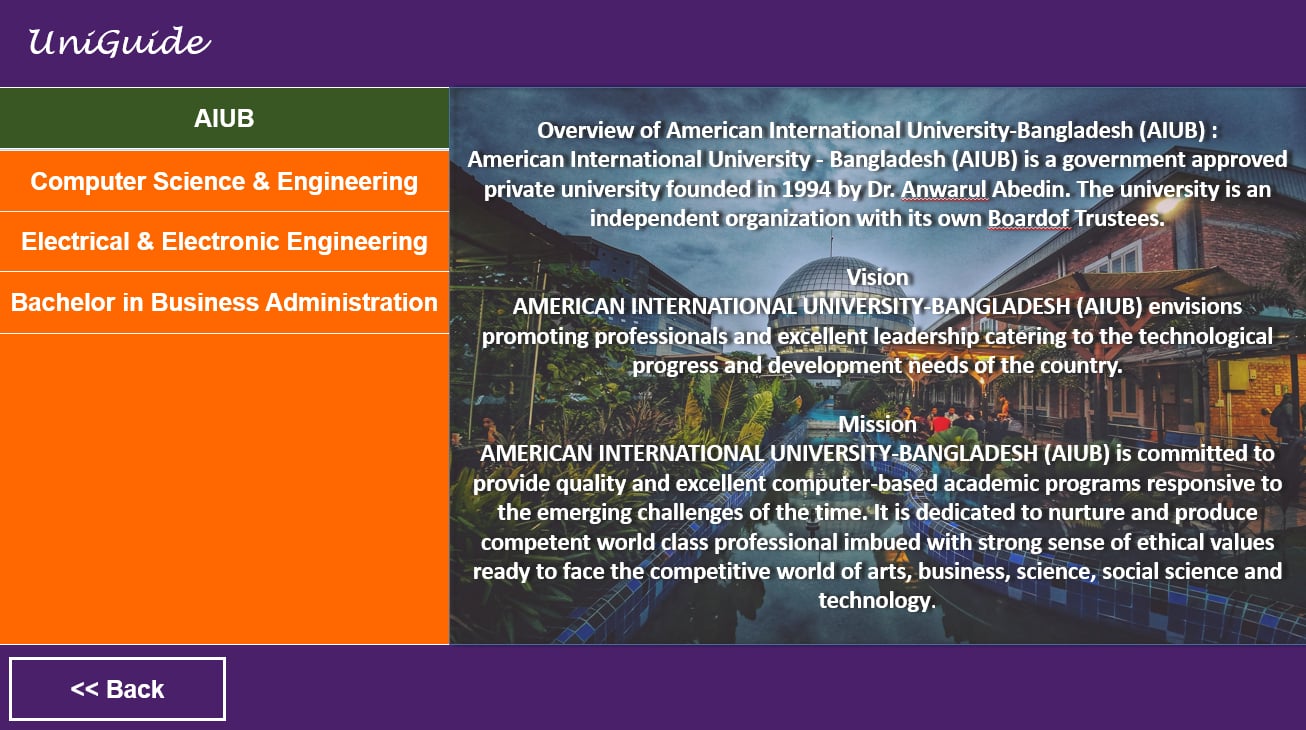 UniGuide
AIUB
Computer Science & Engineering
Electrical & Electronic Engineering
Bachelor in Business Administration
Overview of American International University-Bangladesh (AIUB) :
American International University - Bangladesh (AIUB) is a government approved
private university founded in 1994 by Dr. Anwarul Abedin. The university is an
independent organization with its own Boardof Trustees.
Vision
AMERICAN INTERNATIONAL UNIVERSITY-BANGLADESH (AIUB) envisions
promoting professionals and excellent leadership catering to the technological
progress and development needs of the country.
Mission
AMERICAN INTERNATIONAL UNIVERSITY-BANGLADESH (AIUB) is committed to
provide quality and excellent computer-based academic programs responsive to
the emerging challenges of the time. It is dedicated to nurture and produce
competent world class professional imbued with strong sense of ethical values
ready to face the competitive world of arts, business, science, social science and
technology.
<< Back